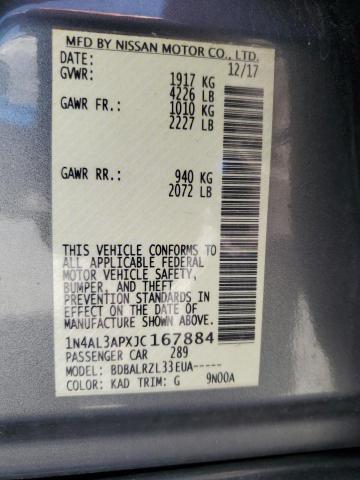 MFD BY NISSAN MOTOR CO., LTD.
DATE: 12/17
GVWR: 1917 KG
4226 LB
GAWR FR.: 1010 KG
2227 LB
GAWR RR.: 940 KG
2072 LB
THIS VEHICLE CONFORMS TO
ALL APPLICABLE FEDERAL
MOTOR VEHICLE SAFETY,
BUMPER, AND THEFT
PREVENTION STANDARDS
IN EFFECT ON THE DATE OF
MANUFACTURE SHOWN ABOVE.
1N4AL3APXJC167884
PASSENGER CAR 289
MODEL: BDBALRZL33EUA-----
COLOR: KAD TRIM: G 9N00A